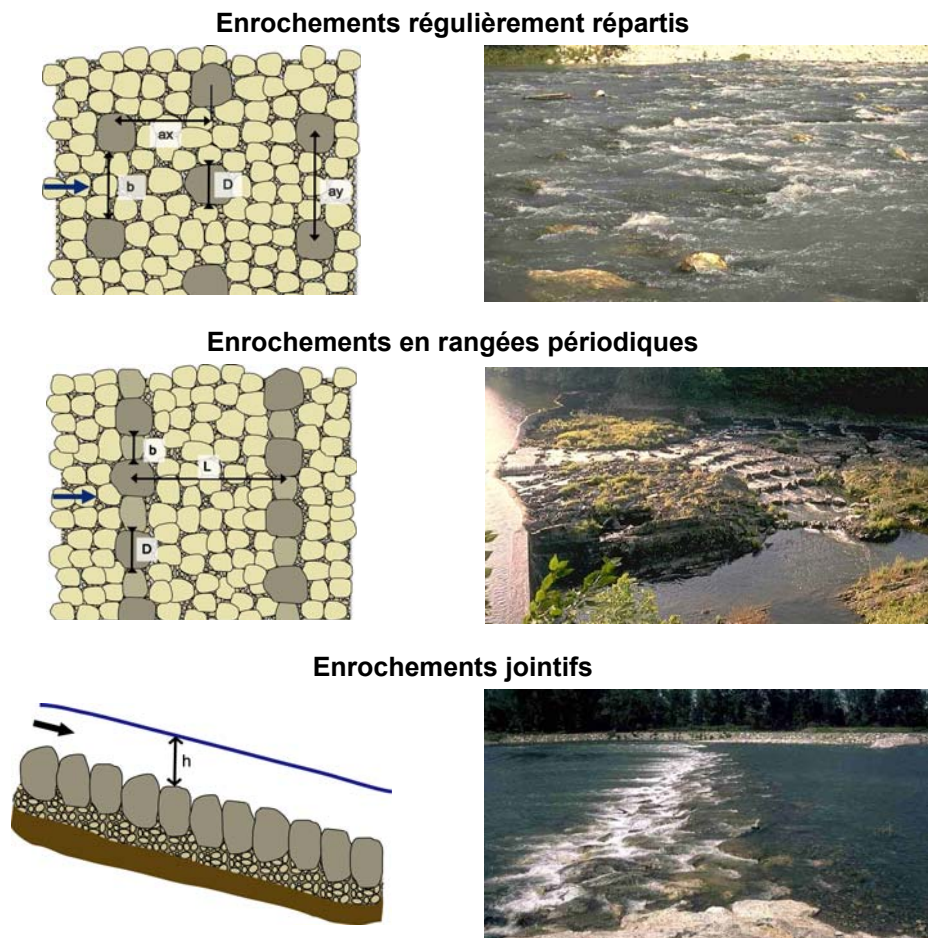 Enrochements régulièrement répartis
ax
b
D
ay
Enrochements en rangées périodiques
b
L
D
Enrochements jointifs
h